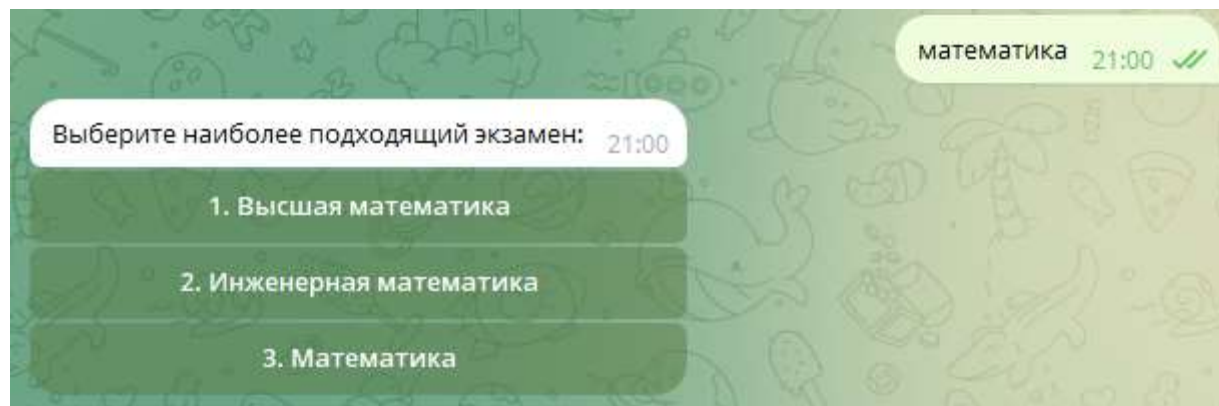 математика 21:00
Выберите наиболее подходящий экзамен: 21:00
1. Высшая математика
2. Инженерная математика
3. Математика